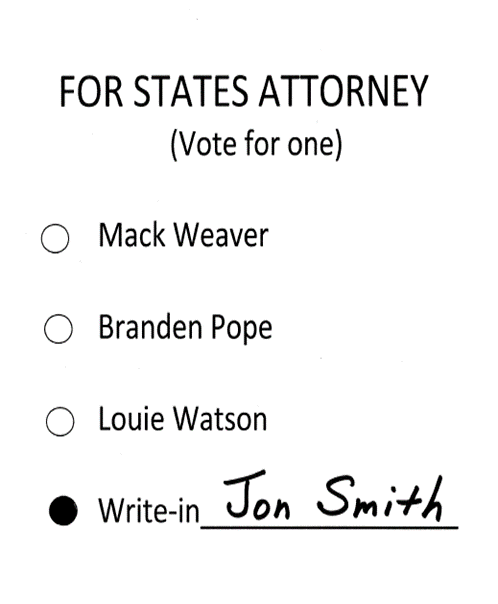 FOR STATES ATTORNEY
(Vote for one)
Mack Weaver
Branden Pope
Louie Watson
Write-in Jon Smith